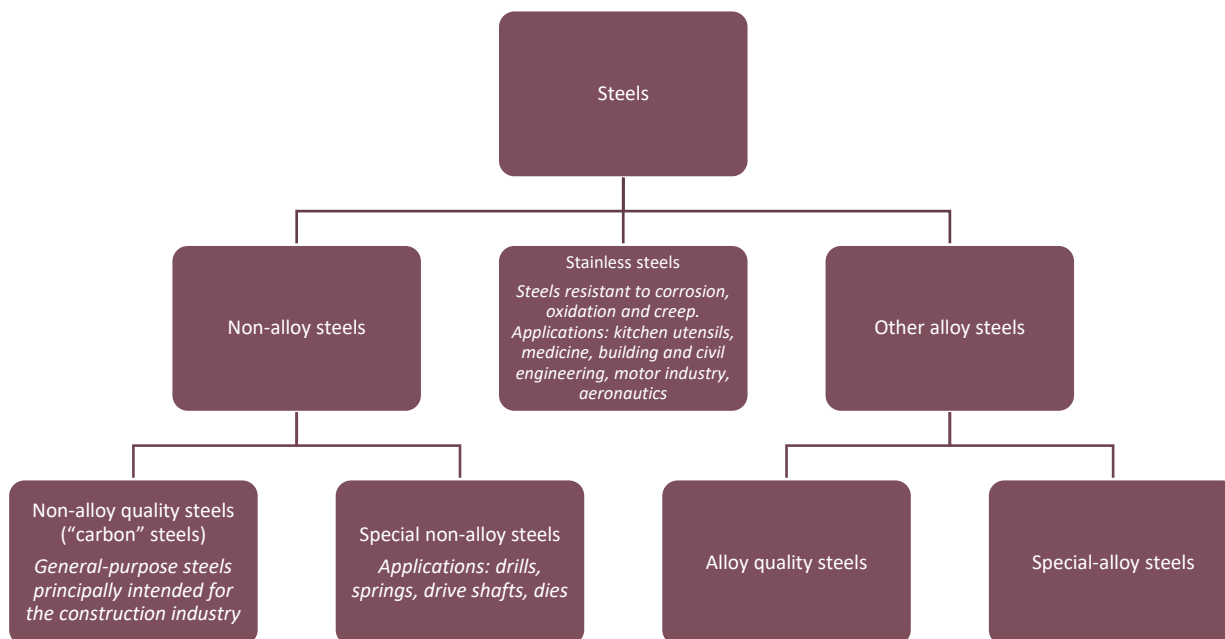 Steels
Non-alloy steels
Stainless steels
Steels resistant to corrosion,
oxidation and creep.
Applications: kitchen utensils,
medicine, building and civil
engineering, motor industry,
aeronautics
Other alloy steels
Non-alloy quality steels
(“carbon” steels)
General-purpose steels
principally intended for
the construction industry
Special non-alloy steels
Applications: drills,
springs, drive shafts, dies
Alloy quality steels
Special-alloy steels